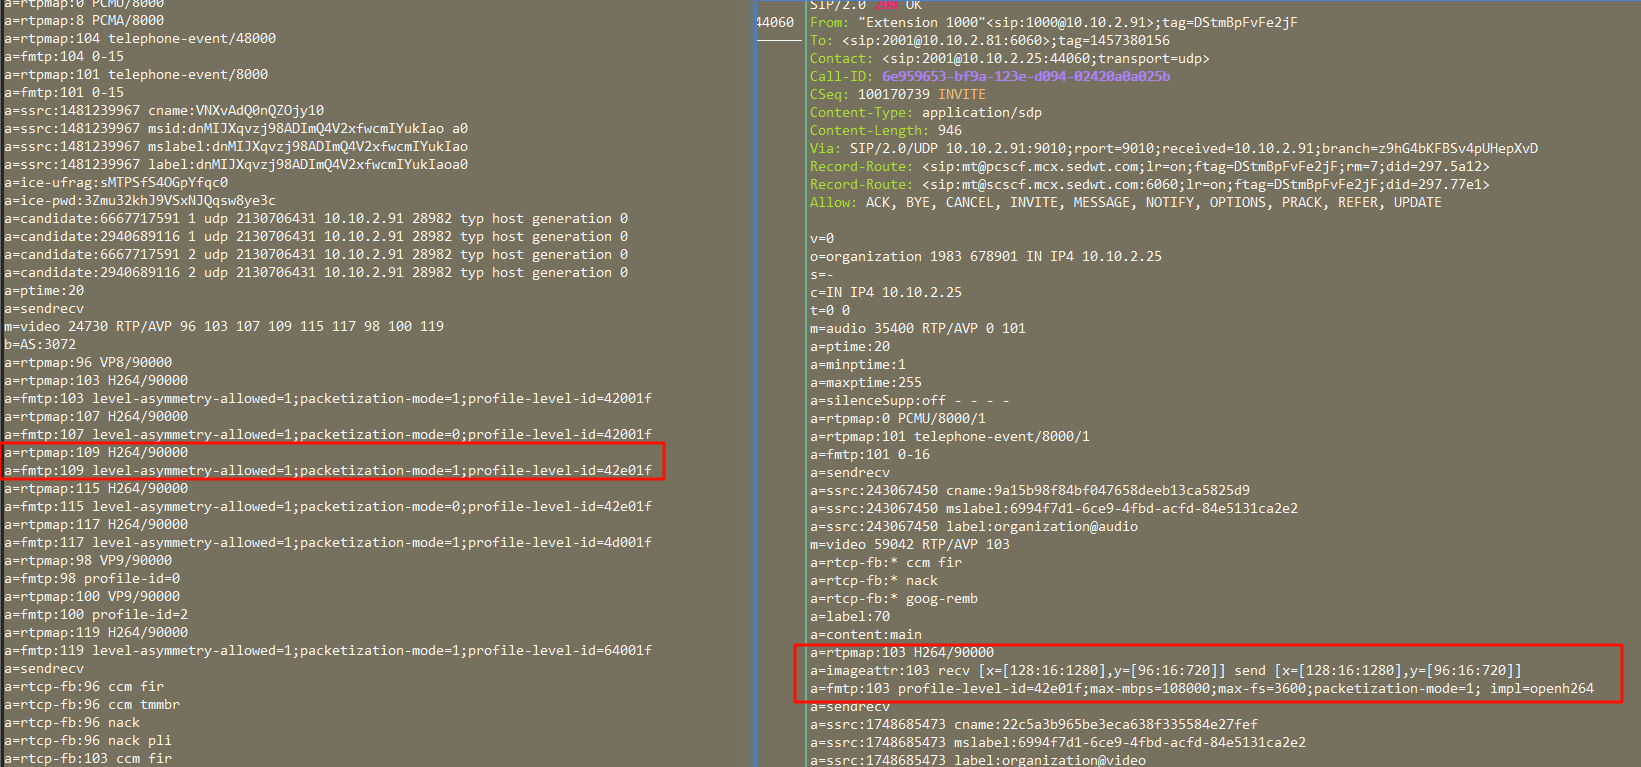 a=rtpmap:0 PCMU/8000
a=rtpmap:8 PCMA/8000
a=rtpmap:104 telephone-event/48000
a=fmtp:104 0-15
a=rtpmap:101 telephone-event/8000
a=fmtp:101 0-15
a=ssrc:1481239967 cname:VNXvAdQ0nQZOjy10
a=ssrc:1481239967 msid:dnMIJXqvzj98ADImQ4V2xfwcmIYukIao a0
a=ssrc:1481239967 mslabel:dnMIJXqvzj98ADImQ4V2xfwcmIYukIao
a=ssrc:1481239967 label:dnMIJXqvzj98ADImQ4V2xfwcmIYukIaoa0
a=ice-ufrag:sMTPSfS4OGpYfqc0
a=ice-pwd:3Zmu32khJ9VSxNJQqsw8ye3c
a=candidate:6667717591 1 udp 2130706431 10.10.2.91 28982 typ host generation 0
a=candidate:2940689116 1 udp 2130706431 10.10.2.91 28982 typ host generation 0
a=candidate:6667717591 2 udp 2130706431 10.10.2.91 28982 typ host generation 0
a=candidate:2940689116 2 udp 2130706431 10.10.2.91 28982 typ host generation 0
a=ptime:20
a=sendrecv
m=video 24730 RTP/AVP 96 103 107 109 115 117 98 100 119
b=AS:3072
a=rtpmap:96 VP8/90000
a=rtpmap:103 H264/90000
a=fmtp:103 level-asymmetry-allowed=1;packetization-mode=1;profile-level-id=42001f
a=rtpmap:107 H264/90000
a=fmtp:107 level-asymmetry-allowed=1;packetization-mode=0;profile-level-id=42001f
a=rtpmap:109 H264/90000
a=fmtp:109 level-asymmetry-allowed=1;packetization-mode=1;profile-level-id=42e01f
a=rtpmap:115 H264/90000
a=fmtp:115 level-asymmetry-allowed=1;packetization-mode=0;profile-level-id=42e01f
a=rtpmap:117 H264/90000
a=fmtp:117 level-asymmetry-allowed=1;packetization-mode=1;profile-level-id=4d001f
a=rtpmap:98 VP9/90000
a=fmtp:98 profile-id=0
a=rtpmap:100 VP9/90000
a=fmtp:100 profile-id=2
a=rtpmap:119 H264/90000
a=fmtp:119 level-asymmetry-allowed=1;packetization-mode=1;profile-level-id=64001f
a=sendrecv
a=rtcp-fb:96 ccm fir
a=rtcp-fb:96 ccm tmmbr
a=rtcp-fb:96 nack
a=rtcp-fb:96 nack pli
a=rtcp-fb:103 ccm fir
44060
SIP/2.0 200 OK
From: "Extension 1000"<sip:1000@10.10.2.91>;tag=DStmBpFvFe2jF
To: <sip:2001@10.10.2.81:6060>;tag=1457380156
Contact: <sip:2001@10.10.2.25:44060;transport=udp>
Call-ID: 6e959653-bf9a-123e-d094-02420a0a025b
CSeq: 100170739 INVITE
Content-Type: application/sdp
Content-Length: 946
Via: SIP/2.0/UDP 10.10.2.91:9010;rport=9010;received=10.10.2.91;branch=z9hG4bKFBSv4pUHepXvD
Record-Route: <sip:mt@pcscf.mcx.sedwt.com;lr=on;ftag=DStmBpFvFe2jF;rm=7;did=297.5a12>
Record-Route: <sip:mt@scscf.mcx.sedwt.com:6060;lr=on;ftag=DStmBpFvFe2jF;did=297.77e1>
Allow: ACK, BYE, CANCEL, INVITE, MESSAGE, NOTIFY, OPTIONS, PRACK, REFER, UPDATE
v=0
o=organization 1983 678901 IN IP4 10.10.2.25
s=-
c=IN IP4 10.10.2.25
t=0 0
m=audio 35400 RTP/AVP 0 101
a=ptime:20
a=minptime:1
a=maxptime:255
a=silenceSupp:off - - - -
a=rtpmap:0 PCMU/8000/1
a=rtpmap:101 telephone-event/8000/1
a=fmtp:101 0-16
a=sendrecv
a=ssrc:243067450 cname:9a15b98f84bf047658deeb13ca5825d9
a=ssrc:243067450 mslabel:6994f7d1-6ce9-4fbd-acfd-84e5131ca2e2
a=ssrc:243067450 label:organization@audio
m=video 59042 RTP/AVP 103
a=rtcp-fb:* ccm fir
a=rtcp-fb:* nack
a=rtcp-fb:* goog-remb
a=label:70
a=content:main
a=rtpmap:103 H264/90000
a=imageattr:103 recv [x=[128:16:1280],y=[96:16:720]] send [x=[128:16:1280],y=[96:16:720]]
a=fmtp:103 profile-level-id=42e01f;max-mbps=108000;max-fs=3600;packetization-mode=1; impl=openh264
a=sendrecv
a=ssrc:1748685473 cname:22c5a3b965be3eca638f335584e27fef
a=ssrc:1748685473 mslabel:6994f7d1-6ce9-4fbd-acfd-84e5131ca2e2
a=ssrc:1748685473 label:organization@video